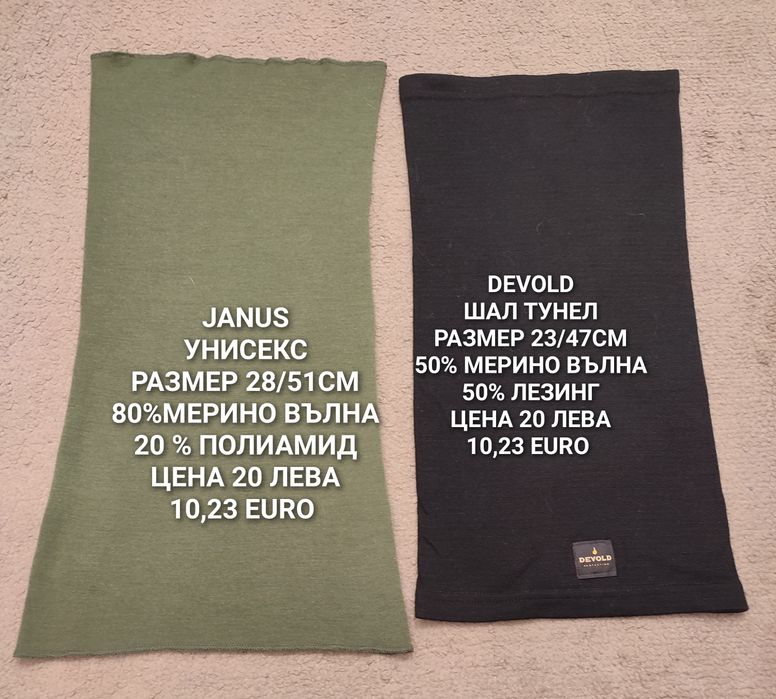 JANUS
УНИСЕКС
РАЗМЕР 28/51СМ
80%МЕРИНО ВЪЛНА
20 % ПОЛИАМИД
ЦЕНА 20 ЛЕВА
10,23 EURO
DEVOLD
ШАЛ ТУНЕЛ
РАЗМЕР 23/47СМ
50% МЕРИНО ВЪЛНА
50% ЛЕЗИНГ
ЦЕНА 20 ЛЕВА
10,23 EURO
DEVOLD